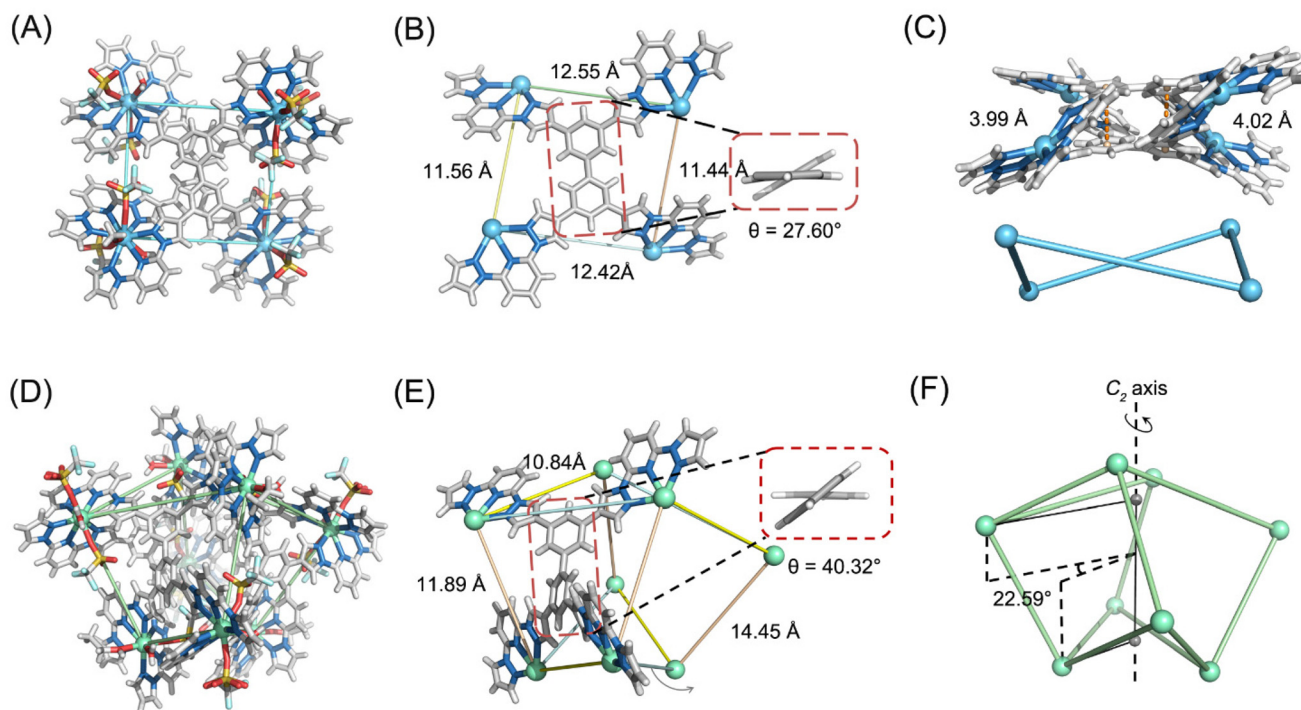 (A)
(B)
(C)
12.55 Å
11.56 Å
11.44 Å
θ = 27.60°
12.42Å
3.99 Å
4.02 Å
(D)
(E)
(F)
10.84Å
11.89 Å
θ = 40.32°
14.45 Å
C₂ axis
22.59°